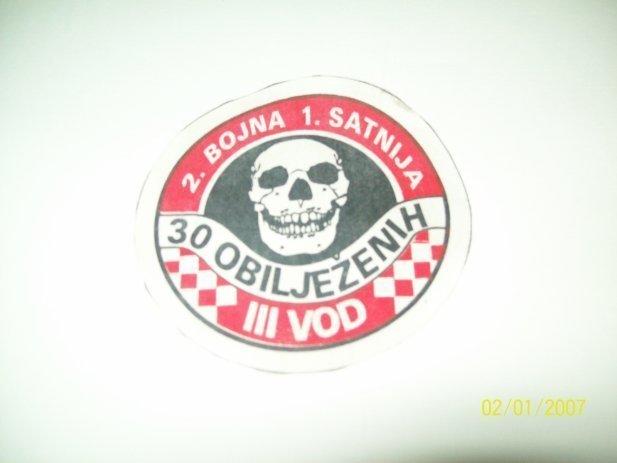 2. BOJNA 1. SATNIJA
30 OBILJEŽENIH
III VOD
02/01/2007